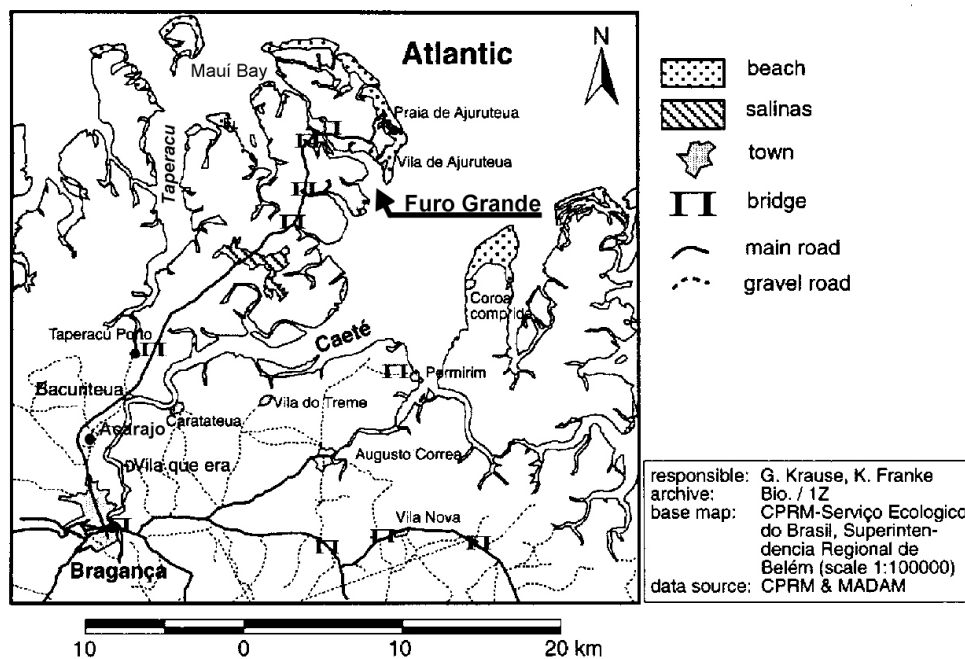 Atlantic
N
Mauí Bay
Praia de Ajuruteua
Taperacu
Vila de Ajuruteua
Furo Grande
Coroa
comprida
Caeté
Taperacú Porto
Permirim
Bacuriteua
Vila do Treme
Caratateua
Acarajo
Vila que era
Augusto Correa
Vila Nova
Bragança
beach
salinas
town
bridge
main road
gravel road
responsible: G. Krause, K. Franke
archive: Bio. / 1Z
base map: CPRM-Serviço Ecologico
do Brasil, Superinten-
dencia Regional de
Belém (scale 1:100000)
data source: CPRM & MADAM
10 0 10 20 km